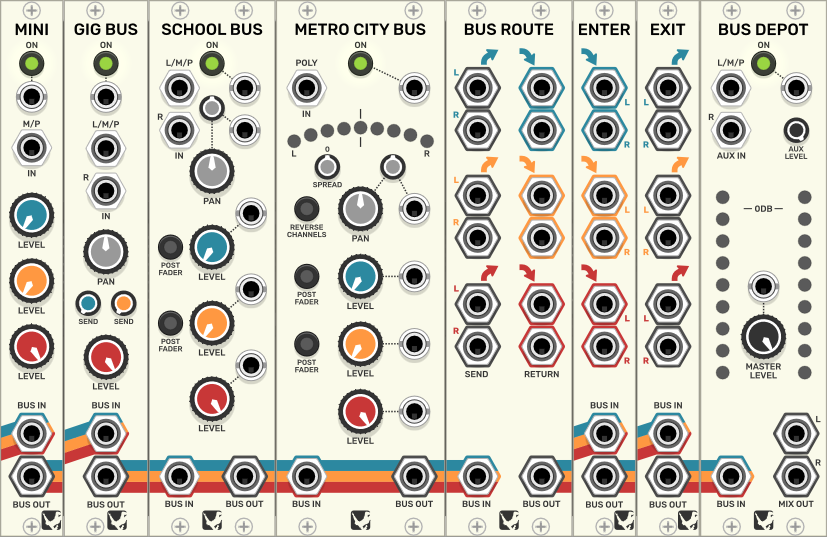 MINI
ON
M/P
IN
LEVEL
LEVEL
LEVEL
BUS IN
BUS OUT
GIG BUS
ON
L/M/P
R
IN
PAN
SEND SEND
LEVEL
BUS IN
BUS OUT
SCHOOL BUS
ON
L/M/P
R
IN
PAN
POST
FADER
LEVEL
POST
FADER
LEVEL
LEVEL
BUS IN BUS OUT
METRO CITY BUS
ON
POLY
IN
L 0 R
SPREAD
REVERSE
CHANNELS
PAN
POST
FADER
LEVEL
POST
FADER
LEVEL
LEVEL
BUS IN BUS OUT
BUS ROUTE
L
R
L
R
L
R
SEND RETURN
BUS IN BUS OUT
ENTER
L
R
L
R
L
R
BUS IN
BUS OUT
EXIT
L
R
L
R
L
R
BUS IN
BUS OUT
BUS DEPOT
ON
L/M/P
R
AUX IN
AUX
LEVEL
0DB
MASTER
LEVEL
L
R
BUS IN MIX OUT